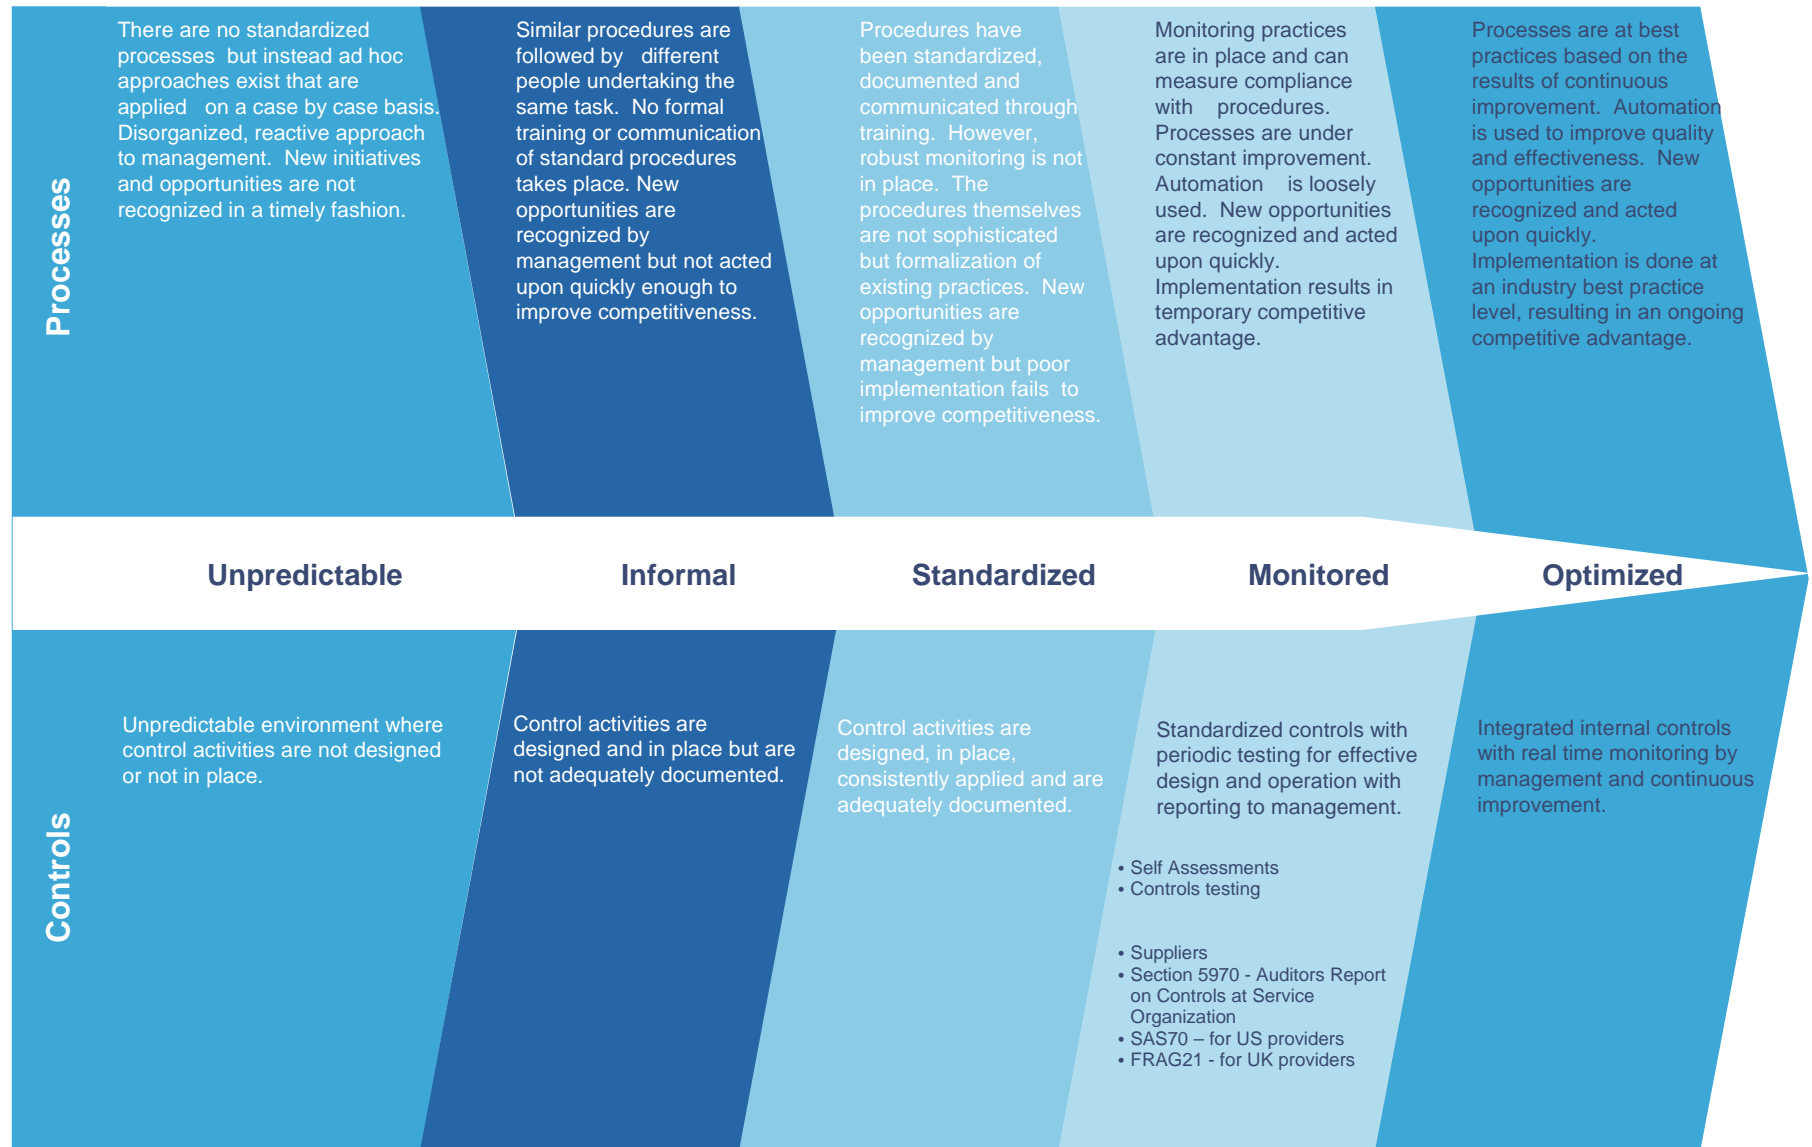 Processes
There are no standardized
processes but instead ad hoc
approaches exist that are
applied on a case by case basis.
Disorganized, reactive approach
to management. New initiatives
and opportunities are not
recognized in a timely fashion.
Similar procedures are
followed by different
people undertaking the
same task. No formal
training or communication
of standard procedures
takes place. New
opportunities are
recognized by
management but not acted
upon quickly enough to
improve competitiveness.
Procedures have
been standardized,
documented and
communicated through
training. However,
robust monitoring is not
in place. The
procedures themselves
are not sophisticated
but formalization of
existing practices. New
opportunities are
recognized by
management but poor
implementation fails to
improve competitiveness.
Monitoring practices
are in place and can
measure compliance
with procedures.
Processes are under
constant improvement.
Automation is loosely
used. New opportunities
are recognized and acted
upon quickly.
Implementation results in
temporary competitive
advantage.
Processes are at best
practices based on the
results of continuous
improvement. Automation
is used to improve quality
and effectiveness. New
opportunities are
recognized and acted
upon quickly.
Implementation is done at
an industry best practice
level, resulting in an ongoing
competitive advantage.
Unpredictable
Informal
Standardized
Monitored
Optimized
Controls
Unpredictable environment where
control activities are not designed
or not in place.
Control activities are
designed and in place but are
not adequately documented.
Control activities are
designed, in place,
consistently applied and are
adequately documented.
Standardized controls with
periodic testing for effective
design and operation with
reporting to management.
• Self Assessments
• Controls testing
• Suppliers
• Section 5970 - Auditors Report
on Controls at Service
Organization
• SAS70 – for US providers
• FRAG21 - for UK providers
Integrated internal controls
with real time monitoring by
management and continuous
improvement.